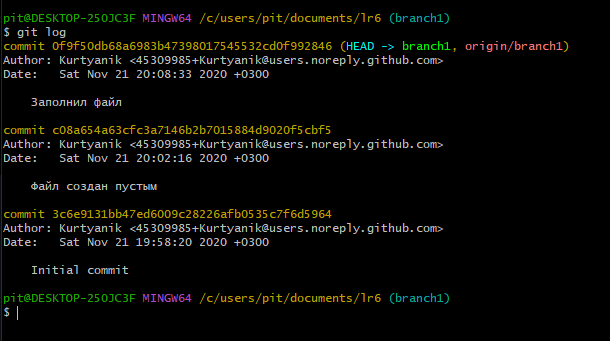 pit@DESKTOP-250JC3F MINGW64 /c/users/pit/documents/lr6 (branch1)
$ git log
commit 0f9f50db68a6983b47398017545532cd0f992846 (HEAD -> branch1, origin/branch1)
Author: Kurtyanik <45309985+Kurtyanik@users.noreply.github.com>
Date:   Sat Nov 21 20:08:33 2020 +0300
Заполнил файл
commit c08a654a63cfc3a7146b2b7015884d9020f5cbf5
Author: Kurtyanik <45309985+Kurtyanik@users.noreply.github.com>
Date:   Sat Nov 21 20:02:16 2020 +0300
Файл создан пустым
commit 3c6e9131bb47ed6009c28226afb0535c7f6d5964
Author: Kurtyanik <45309985+Kurtyanik@users.noreply.github.com>
Date:   Sat Nov 21 19:58:20 2020 +0300
Initial commit
pit@DESKTOP-250JC3F MINGW64 /c/users/pit/documents/lr6 (branch1)
$